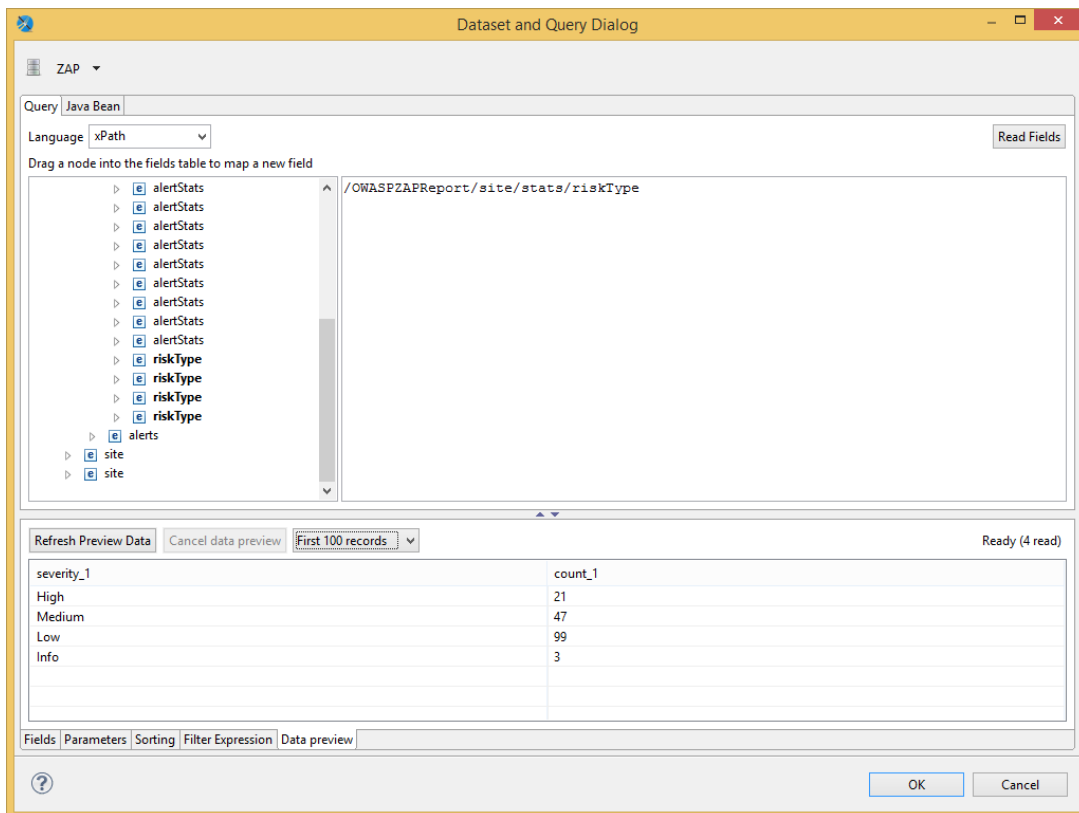 Dataset and Query Dialog
ZAP
Query Java Bean
Language xPath Read Fields
Drag a node into the fields table to map a new field
e alertStats /OWASPZAPReport/site/stats/riskType
e alertStats
e alertStats
e alertStats
e alertStats
e alertStats
e alertStats
e alertStats
e alertStats
e riskType
e riskType
e riskType
e riskType
e alerts
e site
e site
Refresh Preview Data Cancel data preview First 100 records Ready (4 read)
severity_1 count_1
High 21
Medium 47
Low 99
Info 3
Fields Parameters Sorting Filter Expression Data preview
? OK Cancel